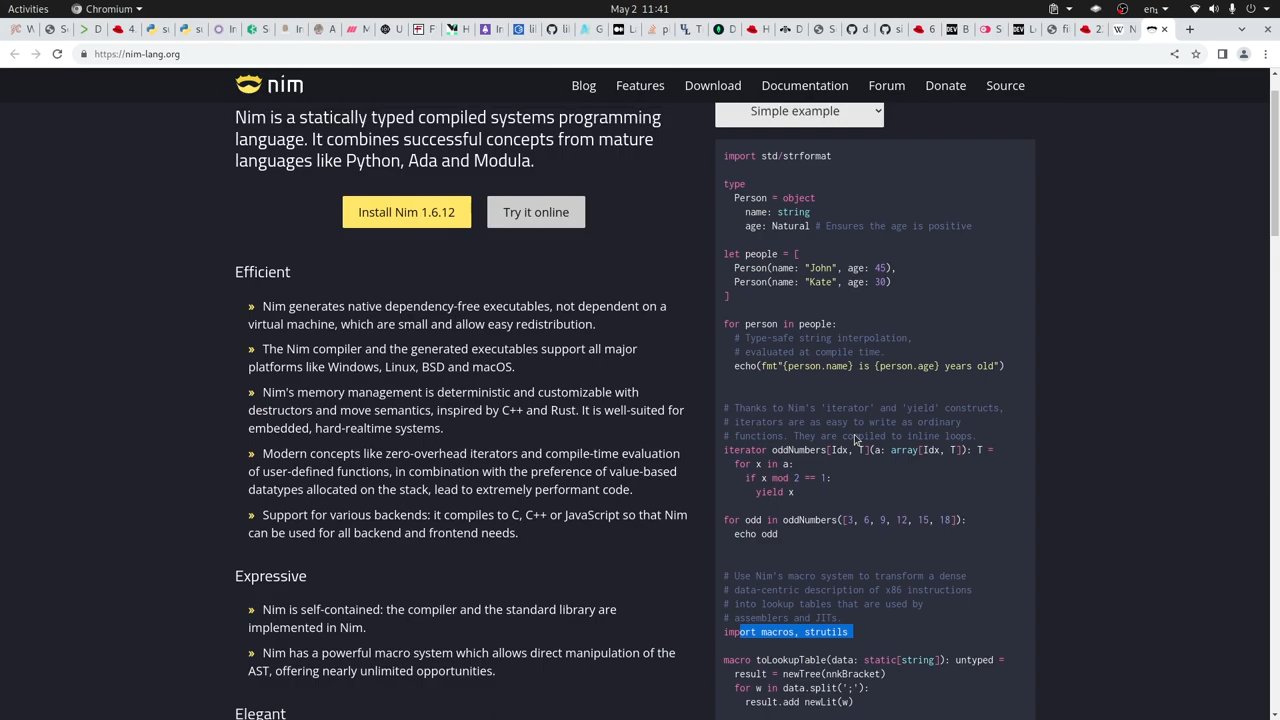 Activities
Chromium
May 2 11:41
en
https://nim-lang.org
nim
Blog
Features
Download
Documentation
Forum
Donate
Source
Nim is a statically typed compiled systems programming
language. It combines successful concepts from mature
languages like Python, Ada and Modula.
Install Nim 1.6.12
Try it online
Efficient
» Nim generates native dependency-free executables, not dependent on a
virtual machine, which are small and allow easy redistribution.
» The Nim compiler and the generated executables support all major
platforms like Windows, Linux, BSD and macOS.
» Nim's memory management is deterministic and customizable with
destructors and move semantics, inspired by C++ and Rust. It is well-suited for
embedded, hard-realtime systems.
» Modern concepts like zero-overhead iterators and compile-time evaluation
of user-defined functions, in combination with the preference of value-based
datatypes allocated on the stack, lead to extremely performant code.
» Support for various backends: it compiles to C, C++ or JavaScript so that Nim
can be used for all backend and frontend needs.
Expressive
» Nim is self-contained: the compiler and the standard library are
implemented in Nim.
» Nim has a powerful macro system which allows direct manipulation of the
AST, offering nearly unlimited opportunities.
Elegant
Simple example
import std/strformat
type
Person = object
name: string
age: Natural # Ensures the age is positive
let people = [
Person(name: "John", age: 45),
Person(name: "Kate", age: 30)
]
for person in people:
# Type-safe string interpolation,
# evaluated at compile time.
echo(fmt"{person.name} is {person.age} years old")
# Thanks to Nim's 'iterator' and 'yield' constructs,
# iterators are as easy to write as ordinary
# functions. They are compiled to inline loops.
iterator oddNumbers[Idx, T](a: array[Idx, T]): T =
for x in a:
if x mod 2 == 1:
yield x
for odd in oddNumbers([3, 6, 9, 12, 15, 18]):
echo odd
# Use Nim's macro system to transform a dense
# data-centric description of x86 instructions
# into lookup tables that are used by
# assemblers and JITs.
import macros, strutils
macro toLookupTable(data: static[string]): untyped =
result = newTree(nnkBracket)
for w in data.split(';'):
result.add newLit(w)